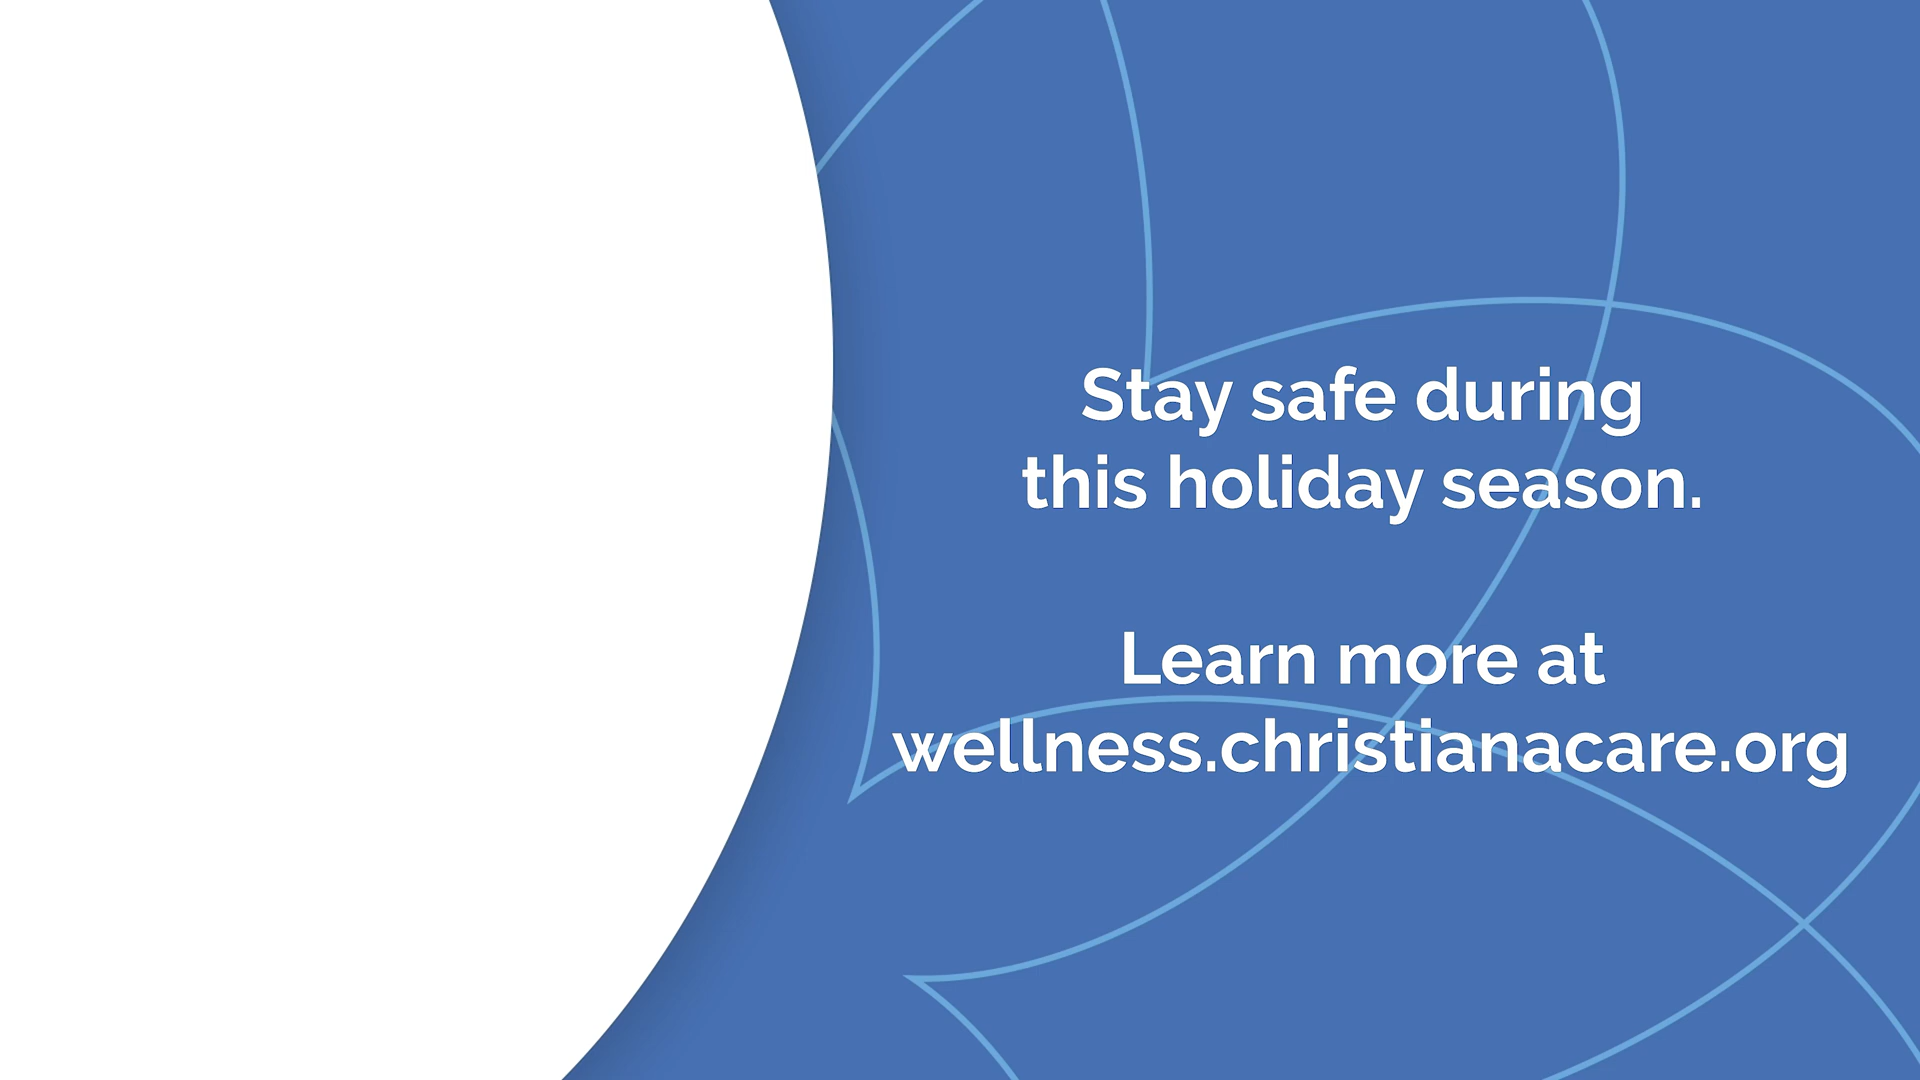 Stay safe during
this holiday season.
Learn more at
wellness.christianacare.org